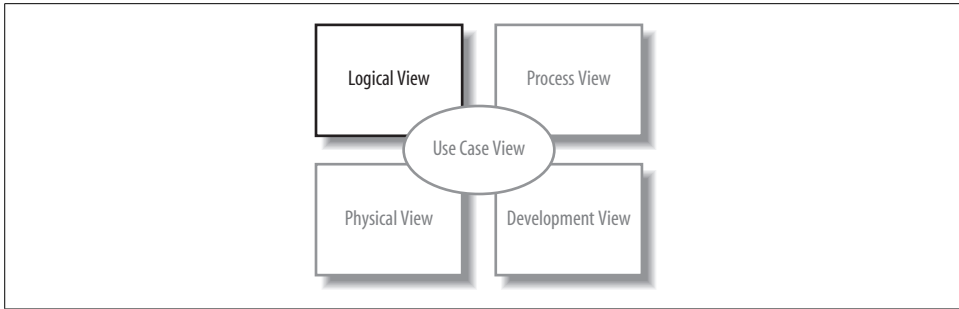 Logical View
Process View
Use Case View
Physical View
Development View